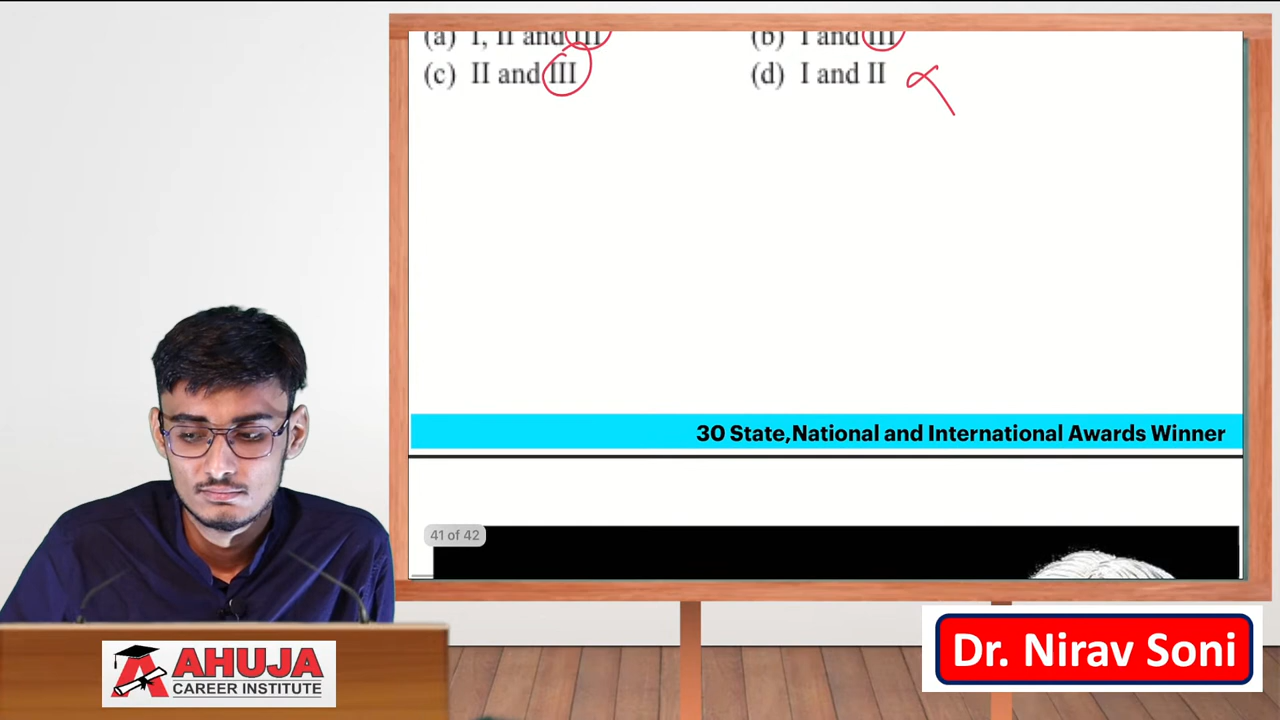 (a) I, II and III
(b) I and III
(c) II and III
(d) I and II
30 State,National and International Awards Winner
41 of 42
AHUJA
CAREER INSTITUTE
Dr. Nirav Soni